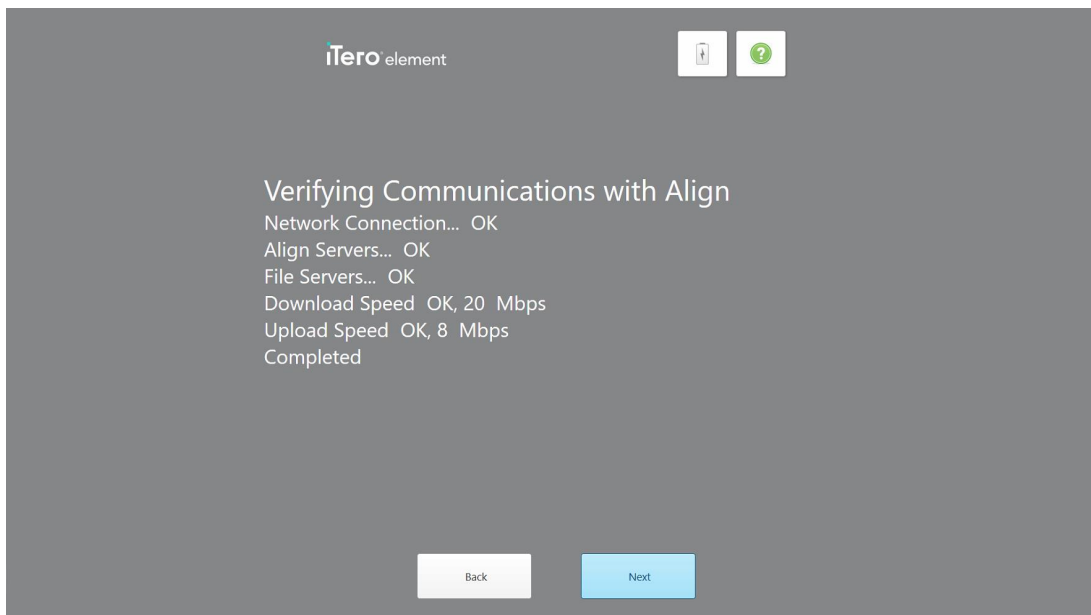 iTero element
?
Verifying Communications with Align
Network Connection... OK
Align Servers... OK
File Servers... OK
Download Speed OK, 20 Mbps
Upload Speed OK, 8 Mbps
Completed
Back
Next